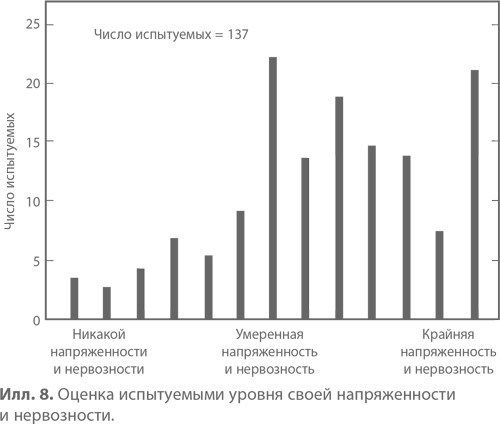 25
Число испытуемых = 137
20
15
10
5
0
Число испытуемых
Никакой
напряженности
и нервозности
Умеренная
напряженность
и нервозность
Крайняя
напряженность
и нервозность
Илл. 8. Оценка испытуемыми уровня своей напряженности
и нервозности.